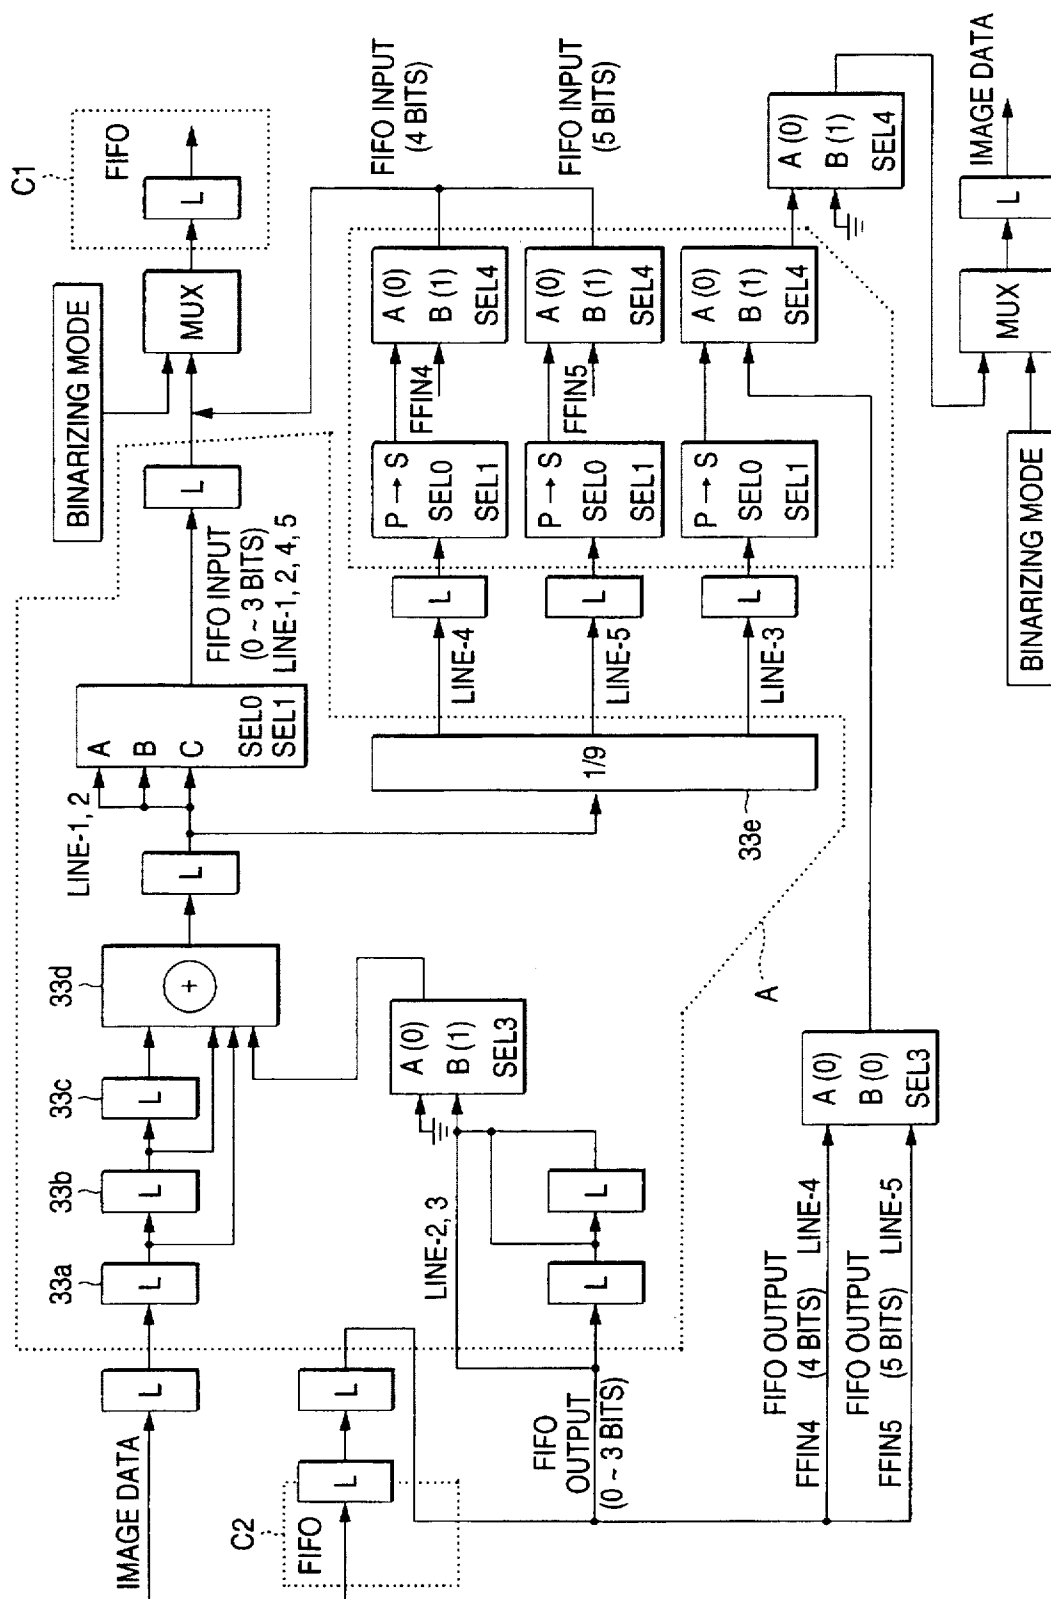 IMAGE DATA
L
33a
L
33b
L
33c
L
33d
+
L
LINE-1, 2
A
B
C
SEL0
SEL1
FIFO INPUT
(0 ~ 3 BITS)
LINE-1, 2, 4, 5
L
BINARIZING MODE
MUX
C1
FIFO
L
C2
FIFO
L
L
FIFO
OUTPUT
(0 ~ 3 BITS)
LINE-2, 3
L
L
A (0)
B (1)
SEL3
A
1/9
33e
LINE-4
L
P → S
SEL0
SEL1
FFIN4
A (0)
B (1)
SEL4
FIFO INPUT
(4 BITS)
LINE-5
L
P → S
SEL0
SEL1
FFIN5
A (0)
B (1)
SEL4
FIFO INPUT
(5 BITS)
LINE-3
L
P → S
SEL0
SEL1
A (0)
B (1)
SEL4
A (0)
B (1)
SEL4
FIFO OUTPUT
FFIN4 (4 BITS) LINE-4
FIFO OUTPUT
FFIN5 (5 BITS) LINE-5
A (0)
B (0)
SEL3
BINARIZING MODE
MUX
L
IMAGE DATA